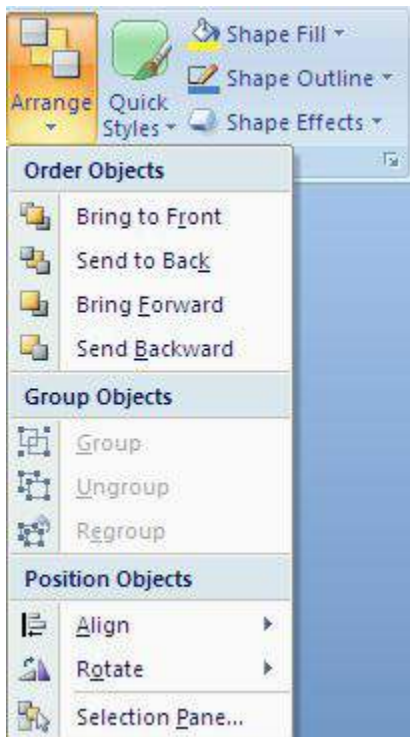 Arrange
Quick
Styles
Shape Fill
Shape Outline
Shape Effects
Order Objects
Bring to Front
Send to Back
Bring Forward
Send Backward
Group Objects
Group
Ungroup
Regroup
Position Objects
Align
Rotate
Selection Pane...